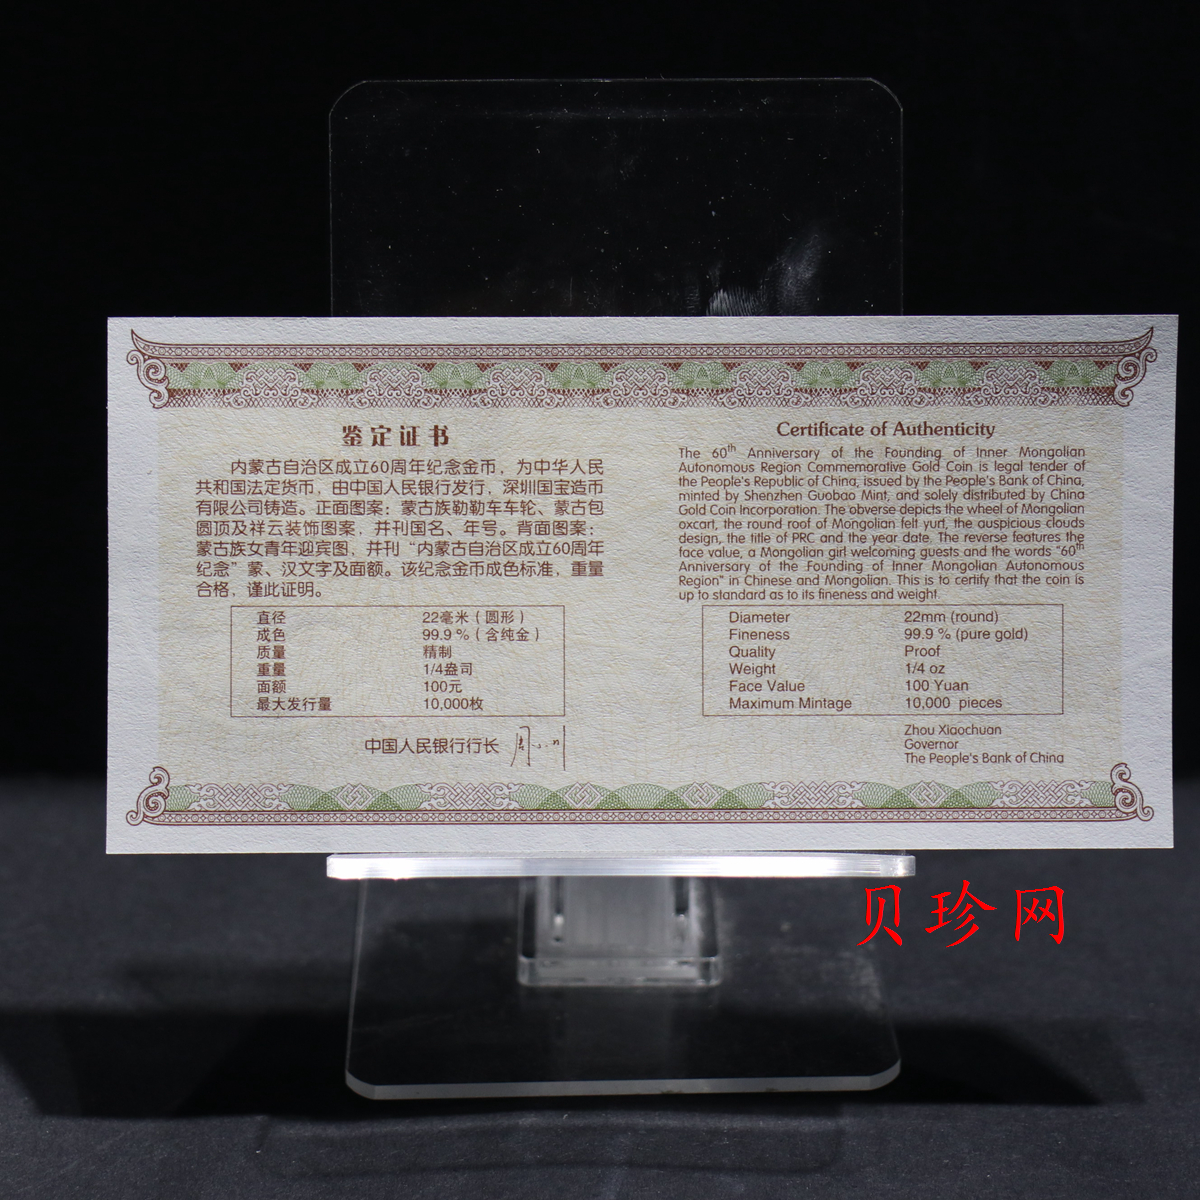 鉴定证书
内蒙古自治区成立60周年纪念金币，为中华人民
共和国法定货币，由中国人民银行发行，深圳国宝造币
有限公司铸造。正面图案：蒙古族勒勒车车轮、蒙古包
圆顶及祥云装饰图案，并刊国名、年号。背面图案：
蒙古族女青年迎宾图，并刊“内蒙古自治区成立60周年
纪念”蒙、汉文字及面额。该纪念金币成色标准，重量
合格，谨此证明。
直径 22毫米（圆形）
成色 99.9％（含纯金）
质量 精制
重量 1/4盎司
面额 100元
最大发行量 10,000枚
中国人民银行行长 周小川
Certificate of Authenticity
The 60th Anniversary of the Founding of Inner Mongolian
Autonomous Region Commemorative Gold Coin is legal tender of
the People's Republic of China, issued by the People's Bank of China,
minted by Shenzhen Guobao Mint, and solely distributed by China
Gold Coin Incorporation. The obverse depicts the wheel of Mongolian
oxcart, the round roof of Mongolian felt yurt, the auspicious clouds
design, the title of PRC and the year date. The reverse features the
face value, a Mongolian girl welcoming guests and the words "60th
Anniversary of the Founding of Inner Mongolian Autonomous
Region" in Chinese and Mongolian. This is to certify that the coin is
up to standard as to its fineness and weight.
Diameter 22mm (round)
Fineness 99.9 % (pure gold)
Quality Proof
Weight 1/4 oz
Face Value 100 Yuan
Maximum Mintage 10,000 pieces
Zhou Xiaochuan
Governor
The People's Bank of China
贝珍网